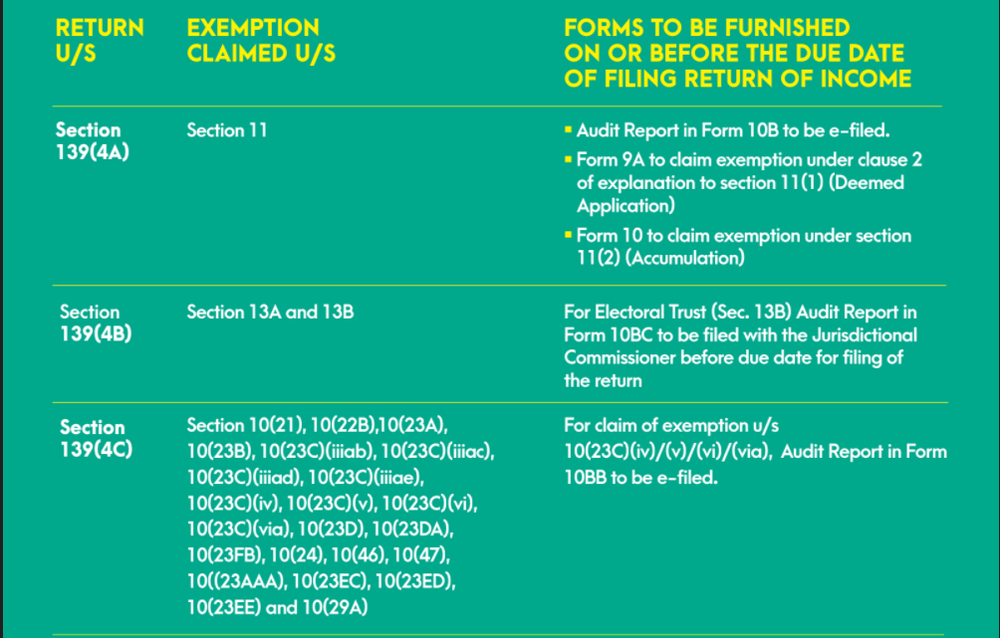 RETURN
U/S
EXEMPTION
CLAIMED U/S
FORMS TO BE FURNISHED
ON OR BEFORE THE DUE DATE
OF FILING RETURN OF INCOME
Section
139(4A)
Section 11
▪ Audit Report in Form 10B to be e-filed.
▪ Form 9A to claim exemption under clause 2
of explanation to section 11(1) (Deemed
Application)
▪ Form 10 to claim exemption under section
11(2) (Accumulation)
Section
139(4B)
Section 13A and 13B
For Electoral Trust (Sec. 13B) Audit Report in
Form 10BC to be filed with the Jurisdictional
Commissioner before due date for filing of
the return
Section
139(4C)
Section 10(21), 10(22B),10(23A),
10(23B), 10(23C)(iiiab), 10(23C)(iiiac),
10(23C)(iiiad), 10(23C)(iiiae),
10(23C)(iv), 10(23C)(v), 10(23C)(vi),
10(23C)(via), 10(23D), 10(23DA),
10(23FB), 10(24), 10(46), 10(47),
10((23AAA), 10(23EC), 10(23ED),
10(23EE) and 10(29A)
For claim of exemption u/s
10(23C)(iv)/(v)/(vi)/(via), Audit Report in Form
10BB to be e-filed.